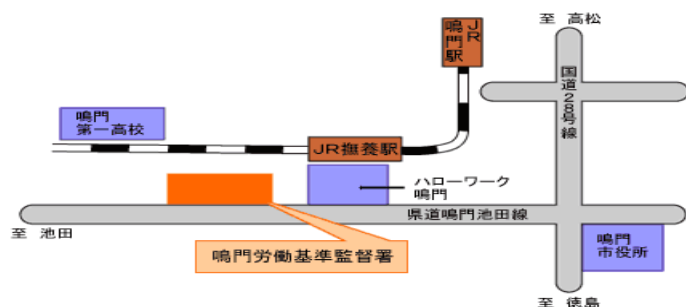 至 高松
JR
鳴門駅
国道28号線
鳴門
第一高校
JR撫養駅
ハローワーク
鳴門
県道鳴門池田線
至 池田
鳴門労働基準監督署
鳴門
市役所
至 徳島